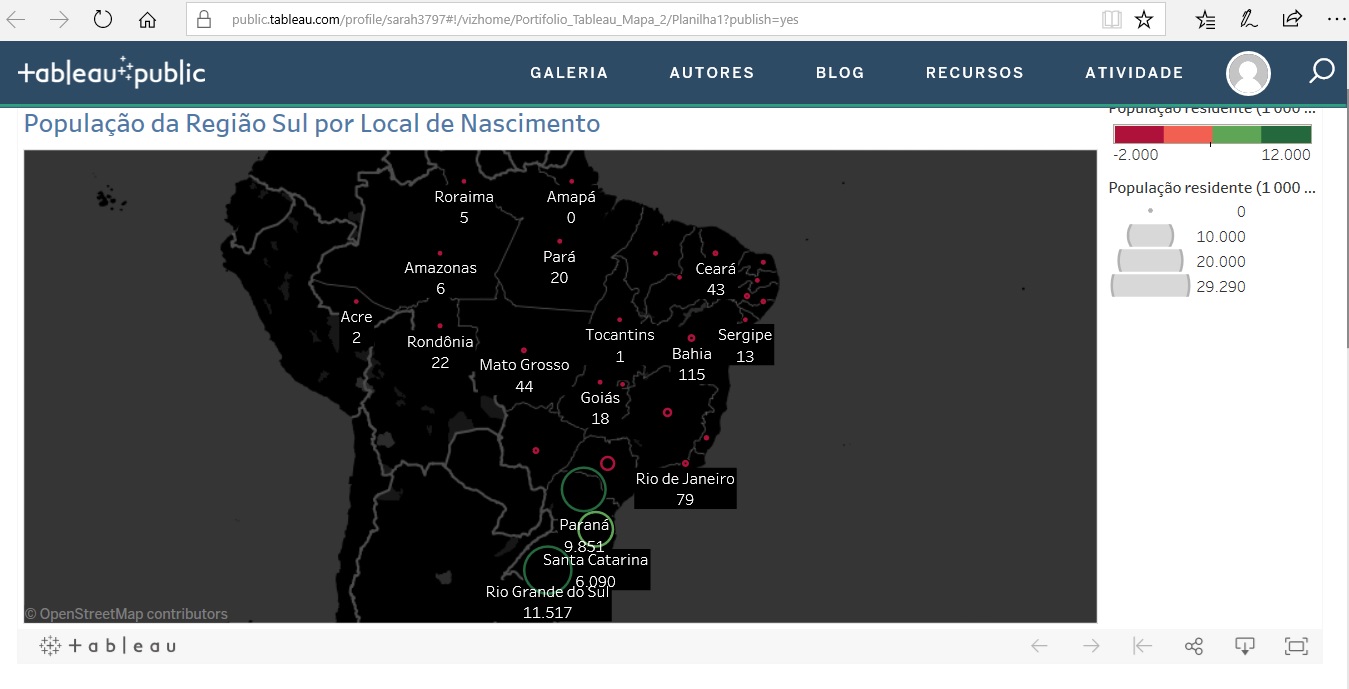 public.tableau.com/profile/sarah3797#!/vizhome/Portifolio_Tableau_Mapa_2/Planilha1?publish=yes
+ableau public
GALERIA
AUTORES
BLOG
RECURSOS
ATIVIDADE
População da Região Sul por Local de Nascimento
População residente (1 000 ...
-2.000
12.000
População residente (1 000 ...
0
10.000
20.000
29.290
Roraima
5
Amapá
0
Pará
20
Amazonas
6
Ceará
43
Acre
2
Rondônia
22
Tocantins
1
Sergipe
13
Bahia
115
Mato Grosso
44
Goiás
18
Rio de Janeiro
79
Paraná
9.851
Santa Catarina
6.090
Rio Grande do Sul
11.517
© OpenStreetMap contributors
+ableau